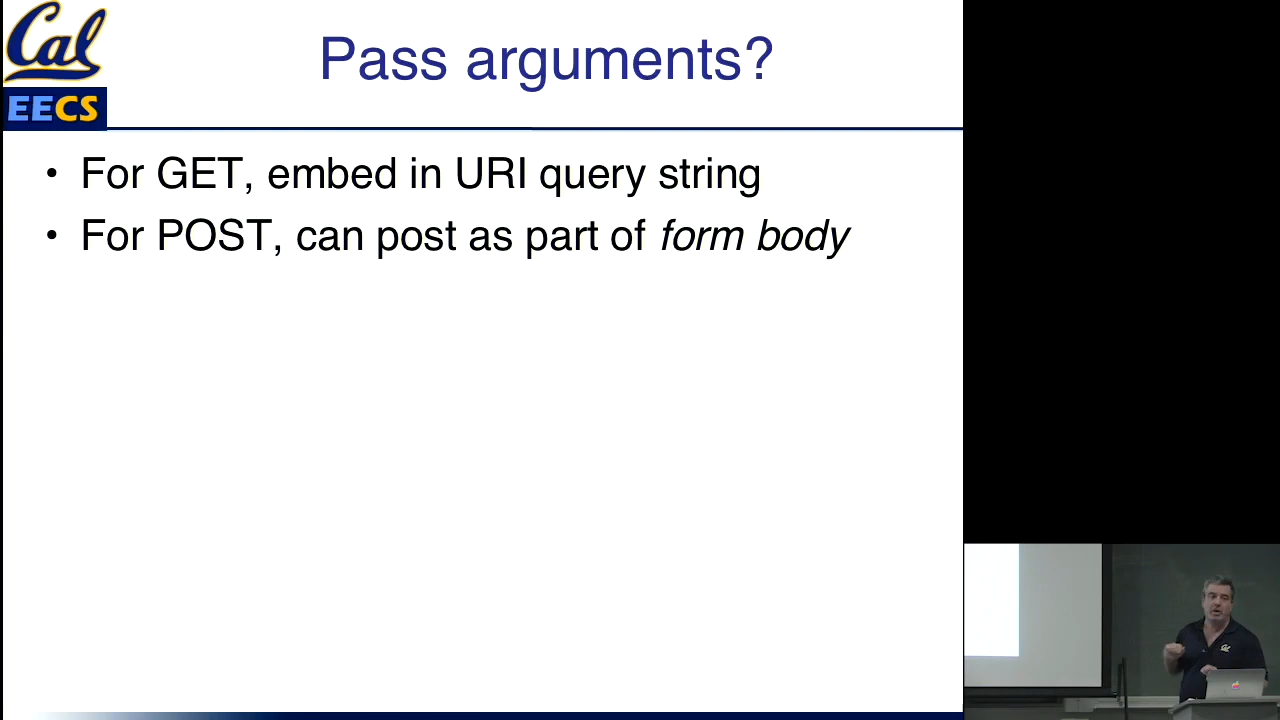 Cal
EECS
Pass arguments?
• For GET, embed in URI query string
• For POST, can post as part of form body